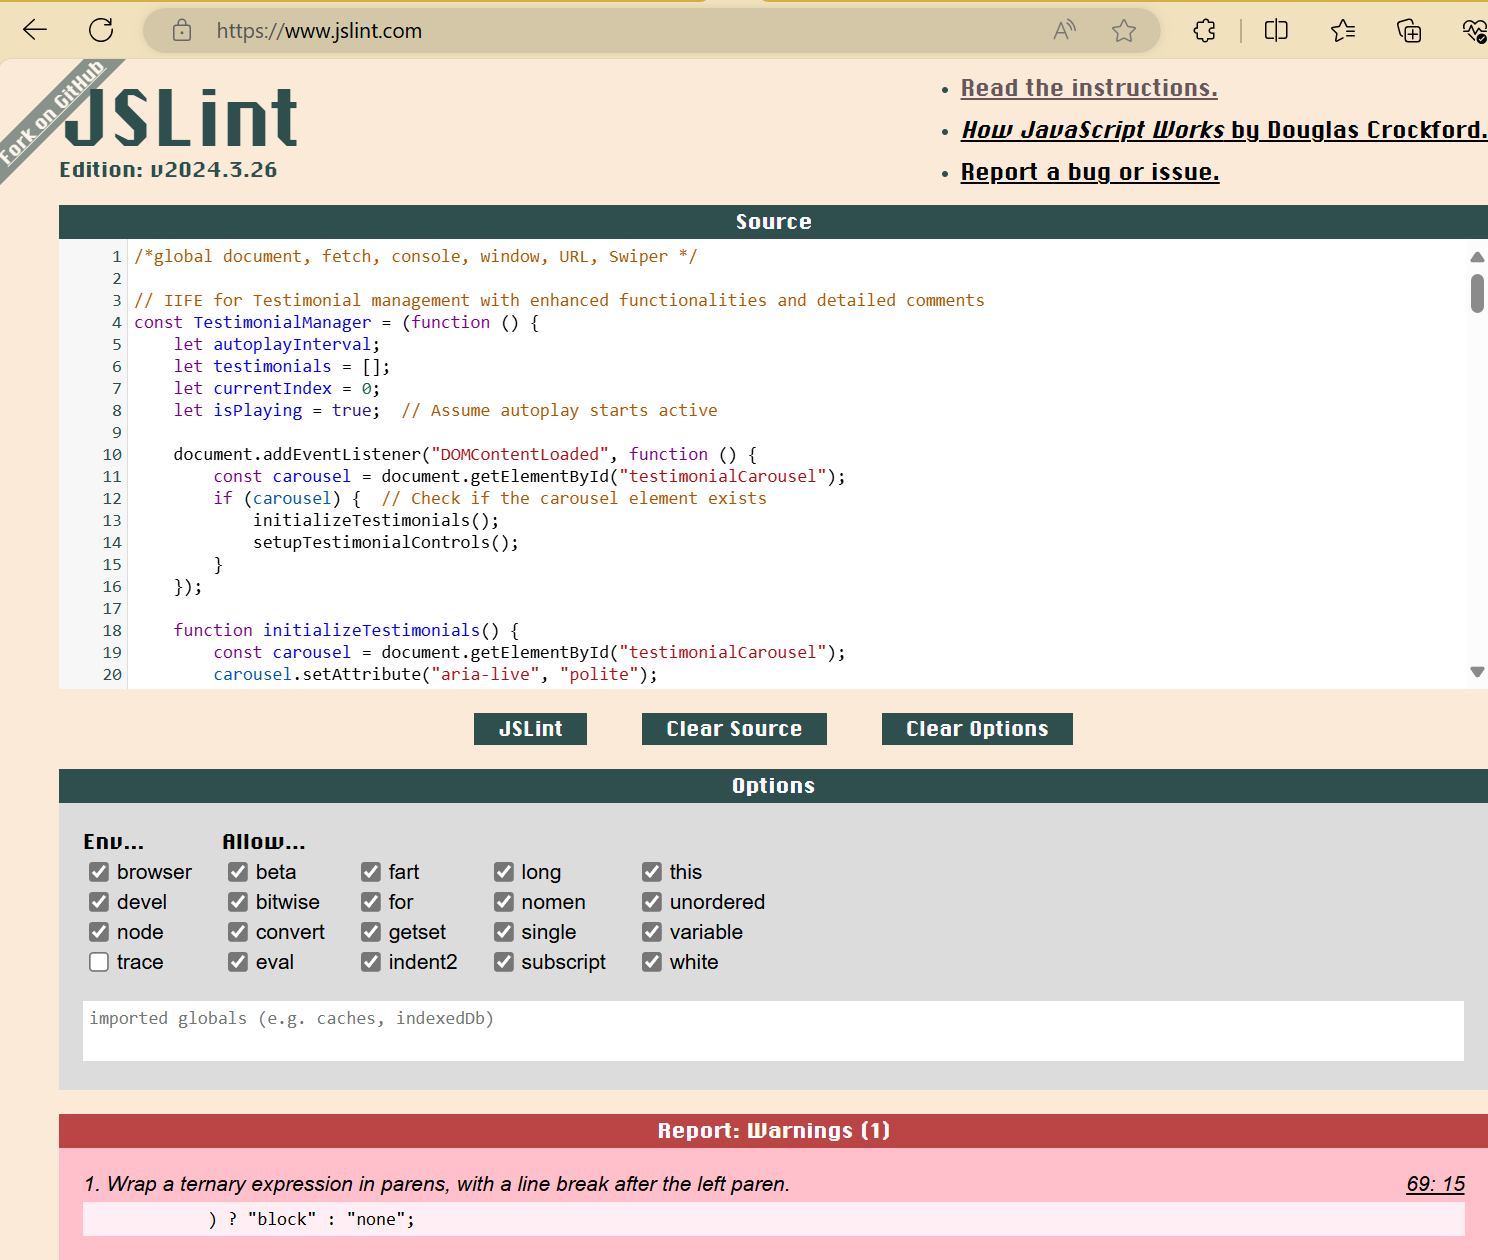 https://www.jslint.com
Fork on GitHub
JSLint
Edition: v2024.3.26
Read the instructions.
How JavaScript Works by Douglas Crockford.
Report a bug or issue.
Source
1 /*global document, fetch, console, window, URL, Swiper */
2
3 // IIFE for Testimonial management with enhanced functionalities and detailed comments
4 const TestimonialManager = (function () {
5     let autoplayInterval;
6     let testimonials = [];
7     let currentIndex = 0;
8     let isPlaying = true;  // Assume autoplay starts active
9
10     document.addEventListener("DOMContentLoaded", function () {
11         const carousel = document.getElementById("testimonialCarousel");
12         if (carousel) {  // Check if the carousel element exists
13             initializeTestimonials();
14             setupTestimonialControls();
15         }
16     });
17
18     function initializeTestimonials() {
19         const carousel = document.getElementById("testimonialCarousel");
20         carousel.setAttribute("aria-live", "polite");
JSLint Clear Source Clear Options
Options
Env... Allow...
browser beta fart long this
devel bitwise for nomen unordered
node convert getset single variable
trace eval indent2 subscript white
imported globals (e.g. caches, indexedDb)
Report: Warnings (1)
1. Wrap a ternary expression in parens, with a line break after the left paren. 69: 15
) ? "block" : "none";